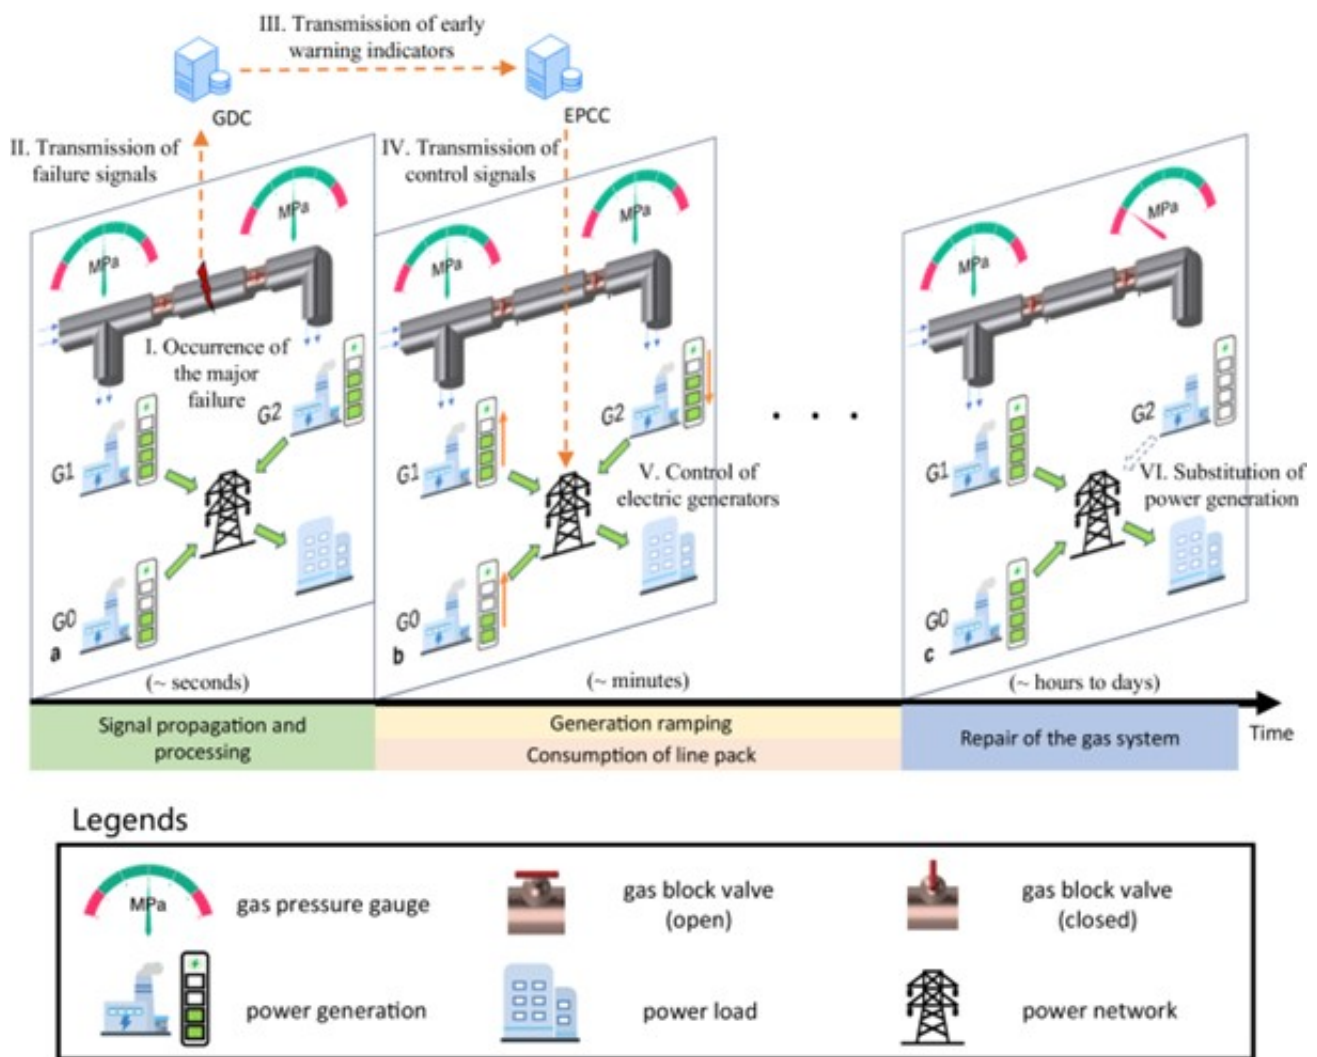 III. Transmission of early
warning indicators
GDC
EPCC
II. Transmission of
failure signals
IV. Transmission of
control signals
MPa
MPa
MPa
MPa
MPa
MPa
I. Occurrence of
the major
failure
G2
G1
G0
a
G2
G1
V. Control of
electric generators
G0
b
. . .
G2
G1
VI. Substitution of
power generation
G0
c
(~ seconds)
(~ minutes)
(~ hours to days)
Signal propagation and
processing
Generation ramping
Consumption of line pack
Repair of the gas system
Time
Legends
MPa
gas pressure gauge
gas block valve
(open)
gas block valve
(closed)
power generation
power load
power network